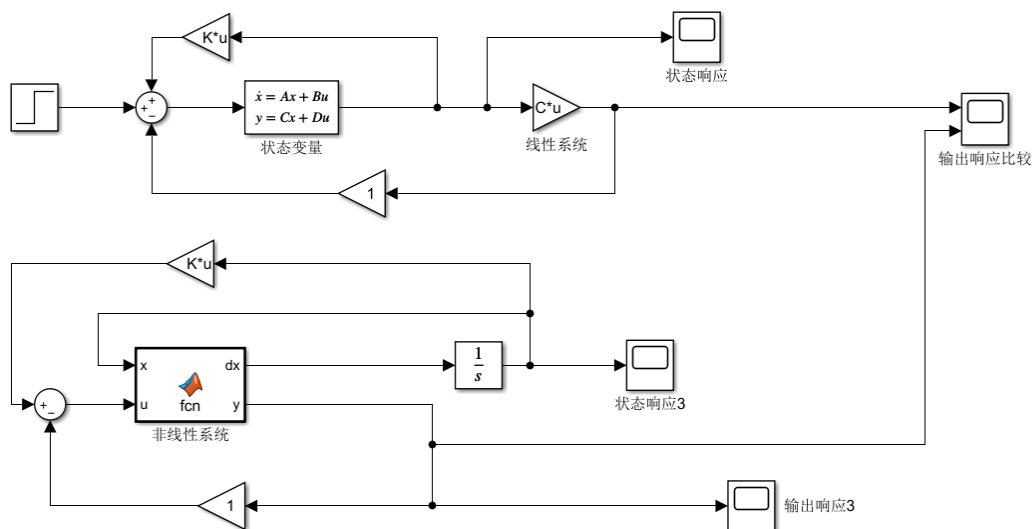 K*u
状态响应
+
+
−
ẋ = Ax + Bu
y = Cx + Du
状态变量
C*u
线性系统
输出响应比较
1
K*u
x
dx
1
s
u
fcn
y
+
−
状态响应3
非线性系统
1
输出响应3